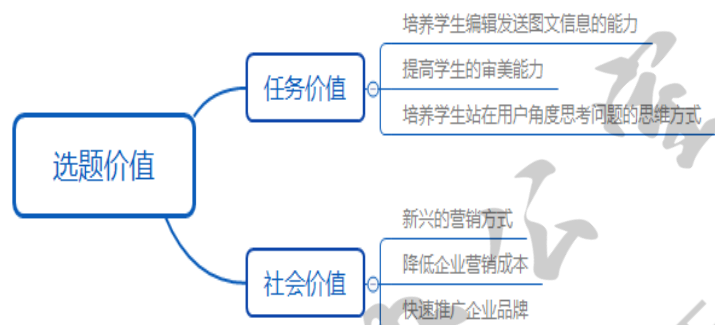 选题价值
任务价值
培养学生编辑发送图文信息的能力
提高学生的审美能力
培养学生站在用户角度思考问题的思维方式
社会价值
新兴的营销方式
降低企业营销成本
快速推广企业品牌